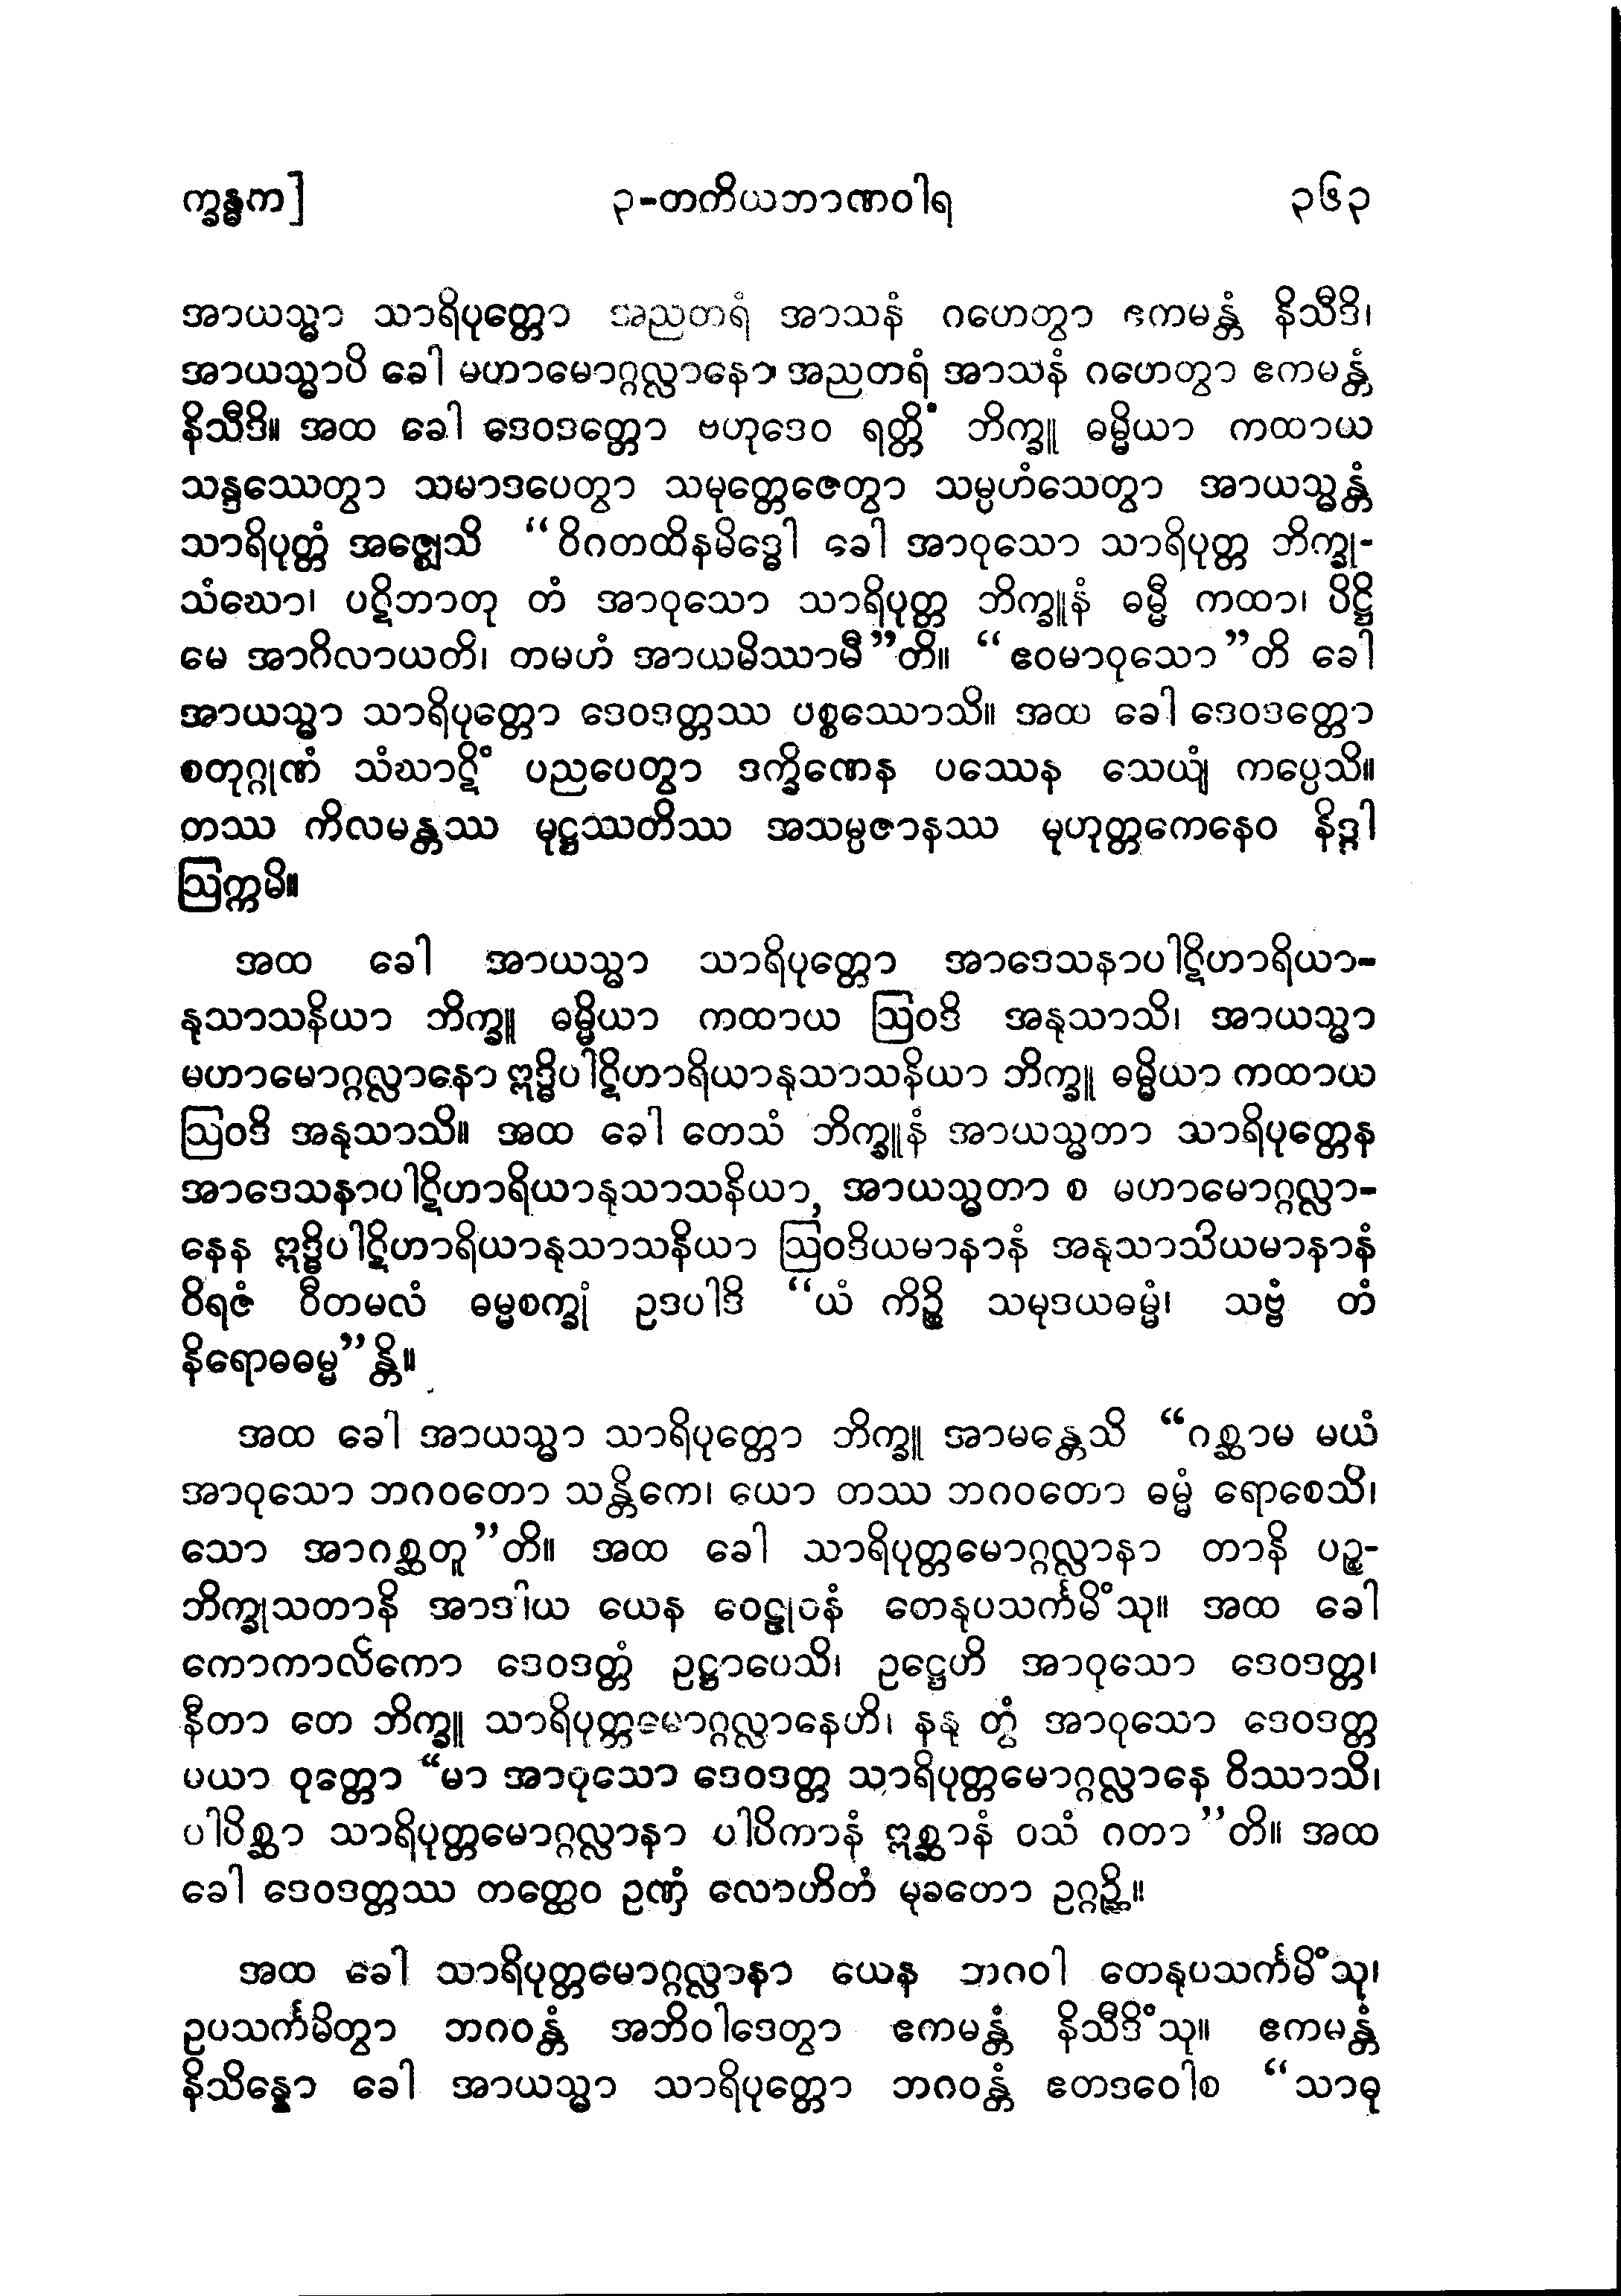 က္ခန္ဓက] ၃-တကိယဘာဏဝါရ ၃၆၃
အာယသ္မာ သာရိပုတ္တော အညတရံ အာသနံ ဂဟေတွာ ဧကမန္တံ နိသီဒိ၊
အာယသ္မာပိ ခေါ မဟာမောဂ္ဂလ္လာနော အညတရံ အာသနံ ဂဟေတွာ ဧကမန္တံ
နိသီဒိ။ အထ ခေါ ဒေဝဒတ္တော ဗဟုဒေဝ ရတ္တိံ ဘိက္ခူ ဓမ္မိယာ ကထာယ
သန္ဒဿေတွာ သမာဒပေတွာ သမုတ္တေဇေတွာ သမ္ပဟံသေတွာ အာယသ္မန္တံ
သာရိပုတ္တံ အဇ္ဈေသိ “ဝိဂတထိနမိဒ္ဓေါ ခေါ အာဝုသော သာရိပုတ္တ ဘိက္ခု-
သံဃော၊ ပဋိဘာတု တံ အာဝုသော သာရိပုတ္တ ဘိက္ခူနံ ဓမ္မီ ကထာ၊ ပိဋ္ဌိ
မေ အာဂိလာယတိ၊ တမဟံ အာယမိဿာမီ”တိ။ “ဧဝမာဝုသော”တိ ခေါ
အာယသ္မာ သာရိပုတ္တော ဒေဝဒတ္တဿ ပစ္စဿောသိ။ အထ ခေါ ဒေဝဒတ္တော
စတုဂ္ဂုဏံ သံဃာဋိံ ပညပေတွာ ဒက္ခိဏေန ပဿေန သေယျံ ကပ္ပေသိ။
တဿ ကိလမန္တဿ မုဋ္ဌဿတိဿ အသမ္ပဇာနဿ မုဟုတ္တကေနေဝ နိဒ္ဒါ
ဩက္ကမိ။
အထ ခေါ အာယသ္မာ သာရိပုတ္တော အာဒေသနာပါဋိဟာရိယာ-
နုသာသနိယာ ဘိက္ခူ ဓမ္မိယာ ကထာယ ဩဝဒိ အနုသာသိ၊ အာယသ္မာ
မဟာမောဂ္ဂလ္လာနော ဣဒ္ဓိပါဋိဟာရိယာနုသာသနိယာ ဘိက္ခူ ဓမ္မိယာ ကထာယ
ဩဝဒိ အနုသာသိ။ အထ ခေါ တေသံ ဘိက္ခူနံ အာယသ္မတာ သာရိပုတ္တေန
အာဒေသနာပါဋိဟာရိယာနုသာသနိယာ, အာယသ္မတာ စ မဟာမောဂ္ဂလ္လာ-
နေန ဣဒ္ဓိပါဋိဟာရိယာနုသာသနိယာ ဩဝဒိယမာနာနံ အနုသာသိယမာနာနံ
ဝိရဇံ ဝီတမလံ ဓမ္မစက္ခုံ ဥဒပါဒိ “ယံ ကိဉ္စိ သမုဒယဓမ္မံ၊ သဗ္ဗံ တံ
နိရောဓဓမ္မ”န္တိ။
အထ ခေါ အာယသ္မာ သာရိပုတ္တော ဘိက္ခူ အာမန္တေသိ “ဂစ္ဆာမ မယံ
အာဝုသော ဘဂဝတော သန္တိကေ၊ ယော တဿ ဘဂဝတော ဓမ္မံ ရောစေသိ၊
သော အာဂစ္ဆတူ”တိ။ အထ ခေါ သာရိပုတ္တမောဂ္ဂလ္လာနာ တာနိ ပဉ္စ-
ဘိက္ခုသတာနိ အာဒါယ ယေန ဝေဠုဝနံ တေနုပသင်္ကမိံသု။ အထ ခေါ
ကောကာလိကော ဒေဝဒတ္တံ ဥဋ္ဌာပေသိ၊ ဥဋ္ဌေဟိ အာဝုသော ဒေဝဒတ္တ၊
နီတာ တေ ဘိက္ခူ သာရိပုတ္တမောဂ္ဂလ္လာနေဟိ၊ နနု တွံ အာဝုသော ဒေဝဒတ္တ
မယာ ဝုတ္တော “မာ အာဝုသော ဒေဝဒတ္တ သာရိပုတ္တမောဂ္ဂလ္လာနေ ဝိဿာသိ၊
ပါပိစ္ဆာ သာရိပုတ္တမောဂ္ဂလ္လာနာ ပါပိကာနံ ဣစ္ဆာနံ ဝသံ ဂတာ”တိ။ အထ
ခေါ ဒေဝဒတ္တဿ တတ္ထေဝ ဥဏှံ လောဟိတံ မုခတော ဥဂ္ဂဉ္ဆိ။
အထ ခေါ သာရိပုတ္တမောဂ္ဂလ္လာနာ ယေန ဘဂဝါ တေနုပသင်္ကမိံသု၊
ဥပသင်္ကမိတွာ ဘဂဝန္တံ အဘိဝါဒေတွာ ဧကမန္တံ နိသီဒိံသု။ ဧကမန္တံ
နိသိန္နော ခေါ အာယသ္မာ သာရိပုတ္တော ဘဂဝန္တံ ဧတဒဝေါစ “သာဓု